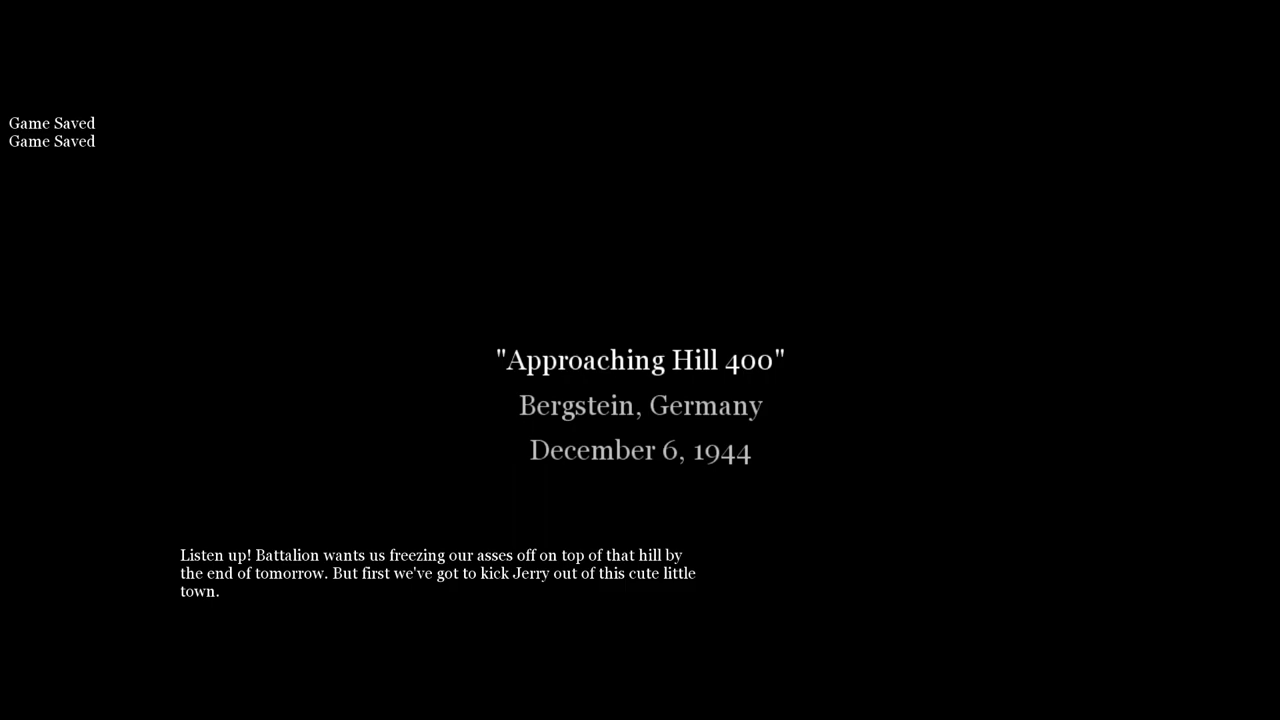 Game Saved
Game Saved
"Approaching Hill 400"
Bergstein, Germany
December 6, 1944
Listen up! Battalion wants us freezing our asses off on top of that hill by
the end of tomorrow. But first we've got to kick Jerry out of this cute little
town.